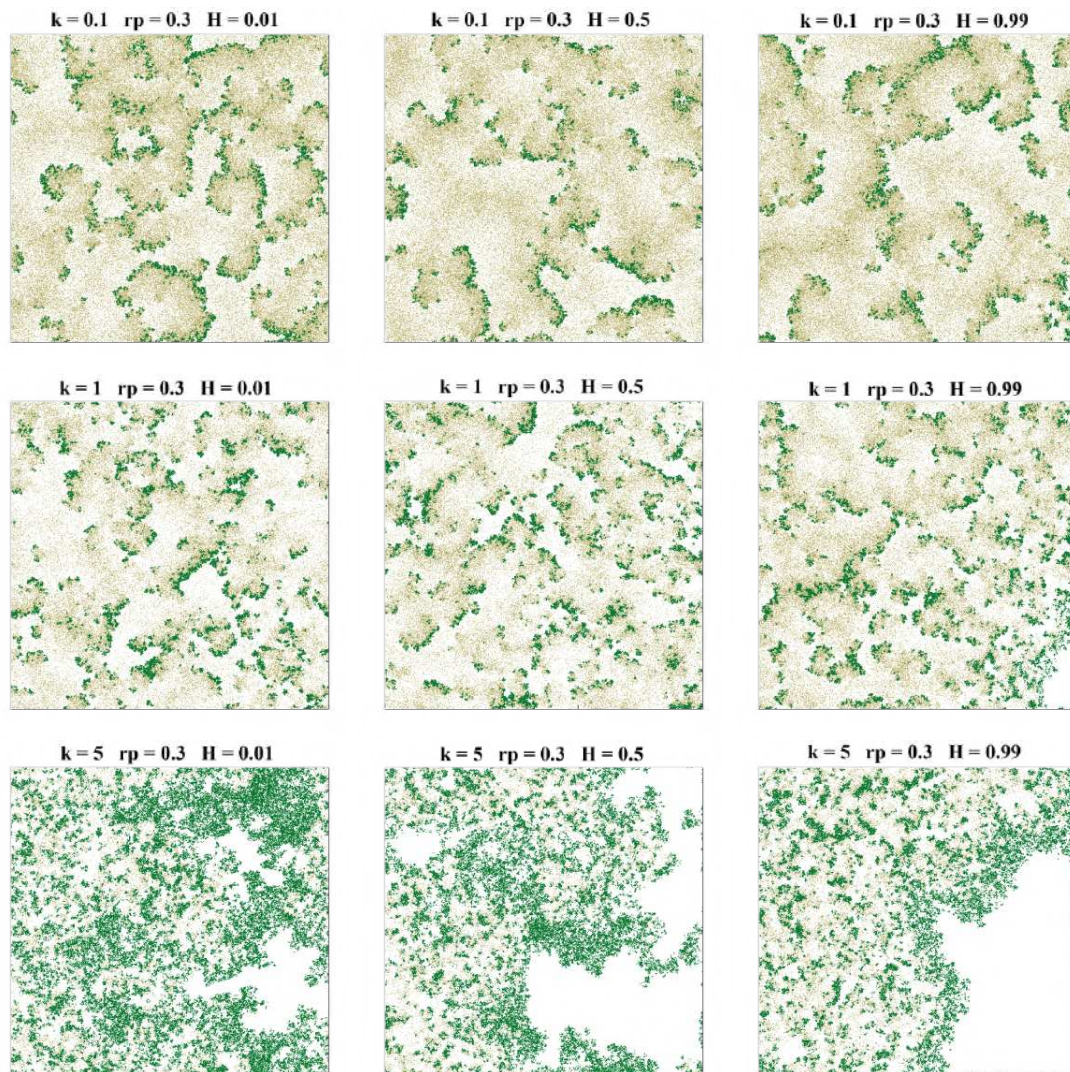 k = 0.1 rp = 0.3 H = 0.01
k = 0.1 rp = 0.3 H = 0.5
k = 0.1 rp = 0.3 H = 0.99
k = 1 rp = 0.3 H = 0.01
k = 1 rp = 0.3 H = 0.5
k = 1 rp = 0.3 H = 0.99
k = 5 rp = 0.3 H = 0.01
k = 5 rp = 0.3 H = 0.5
k = 5 rp = 0.3 H = 0.99